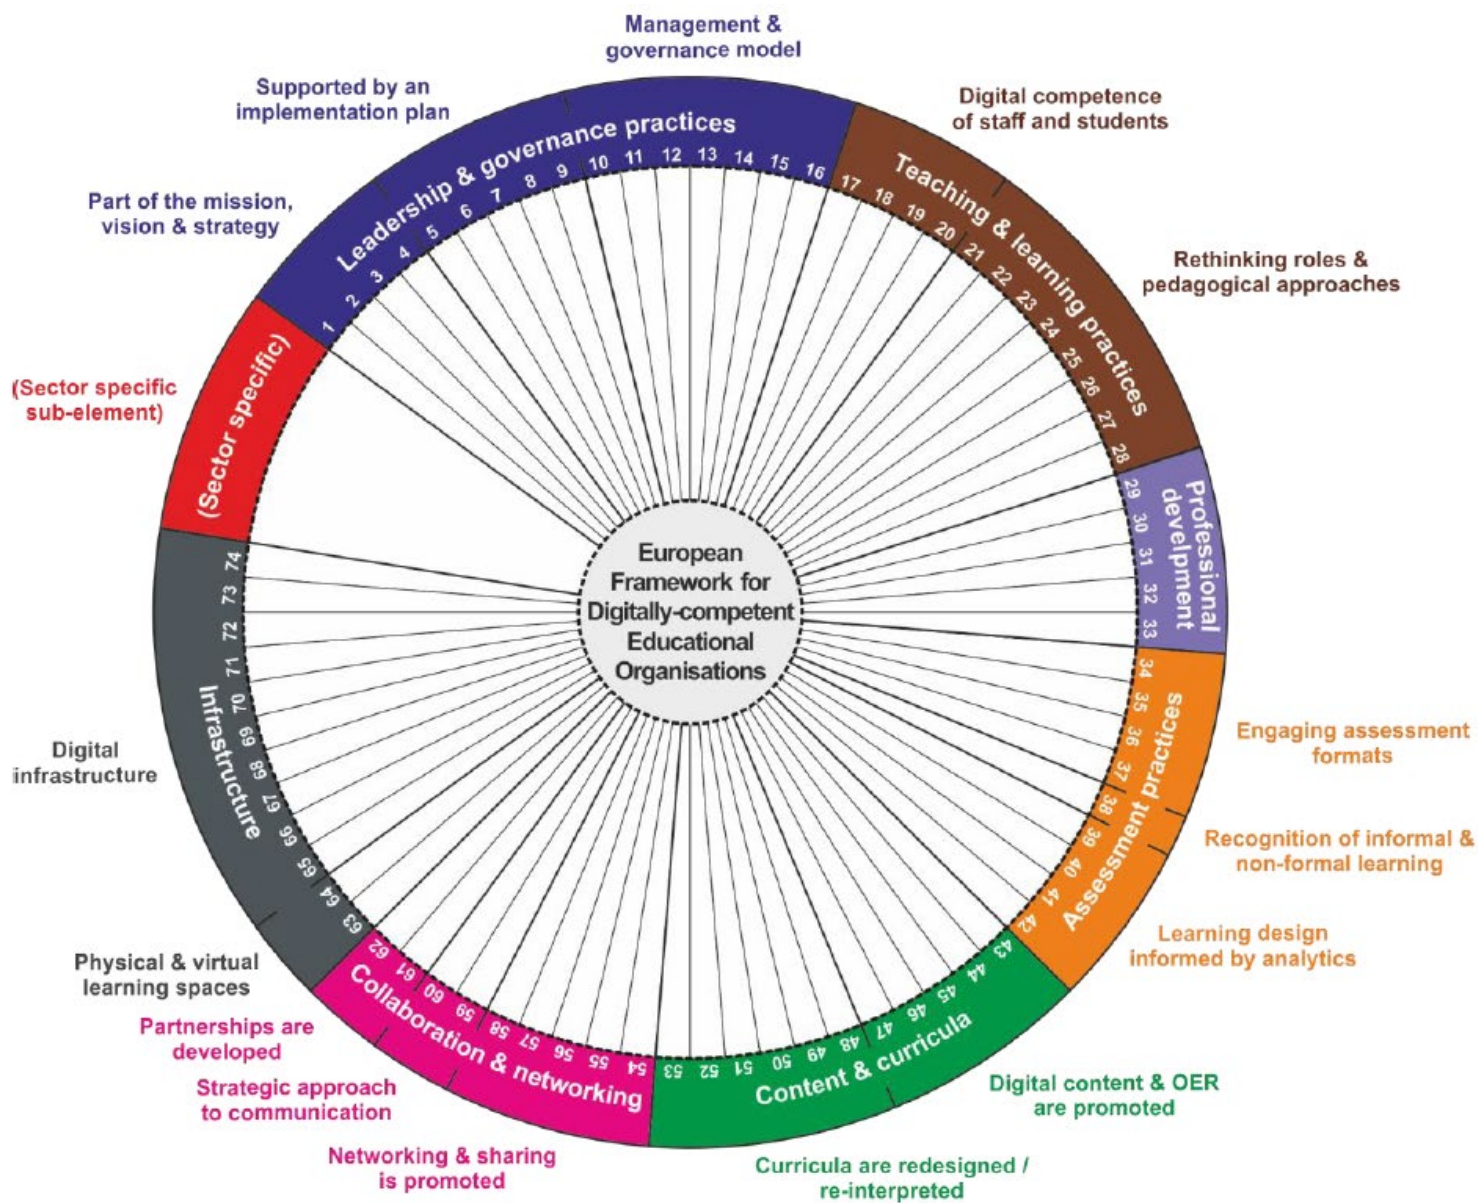 Management &
governance model
Supported by an
implementation plan
Part of the mission,
vision & strategy
(Sector specific
sub-element)
Digital competence
of staff and students
Rethinking roles &
pedagogical approaches
Engaging assessment
formats
Recognition of informal &
non-formal learning
Learning design
informed by analytics
Digital content & OER
are promoted
Curricula are redesigned /
re-interpreted
Networking & sharing
is promoted
Strategic approach
to communication
Partnerships are
developed
Physical & virtual
learning spaces
Digital
infrastructure
Leadership & governance practices
Teaching & learning practices
Professional
develpment
Assessment practices
Content & curricula
Collaboration & networking
Infrastructure
(Sector specific)
1 2 3 4 5 6 7 8 9 10 11 12 13 14 15 16
17 18 19 20 21 22 23 24 25 26 27 28
29 30 31 32 33
34 35 36 37 38 39 40 41 42
43 44 45 46 47 48 49 50 51 52 53
54 55 56 57 58 59 60 61 62
63 64 65 66 67 68 69 70 71 72 73 74
European
Framework for
Digitally-competent
Educational
Organisations